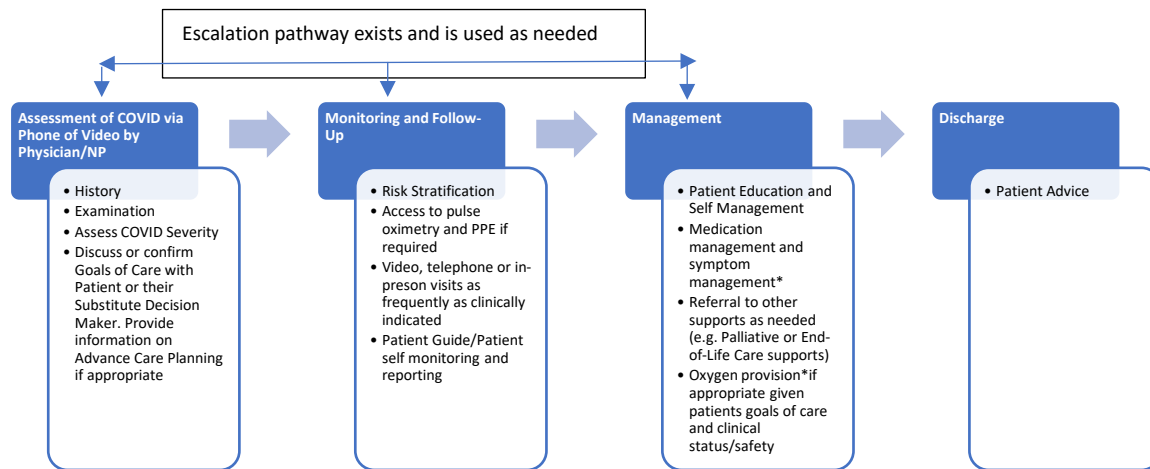 Escalation pathway exists and is used as needed
Assessment of COVID via
Phone of Video by
Physician/NP
• History
• Examination
• Assess COVID Severity
• Discuss or confirm
Goals of Care with
Patient or their
Substitute Decision
Maker. Provide
information on
Advance Care Planning
if appropriate
Monitoring and Follow-
Up
• Risk Stratification
• Access to pulse
oximetry and PPE if
required
• Video, telephone or in-
preson visits as
frequently as clinically
indicated
• Patient Guide/Patient
self monitoring and
reporting
Management
• Patient Education and
Self Management
• Medication
management and
symptom
management*
• Referral to other
supports as needed
(e.g. Palliative or End-
of-Life Care supports)
• Oxygen provision*if
appropriate given
patients goals of care
and clinical
status/safety
Discharge
• Patient Advice